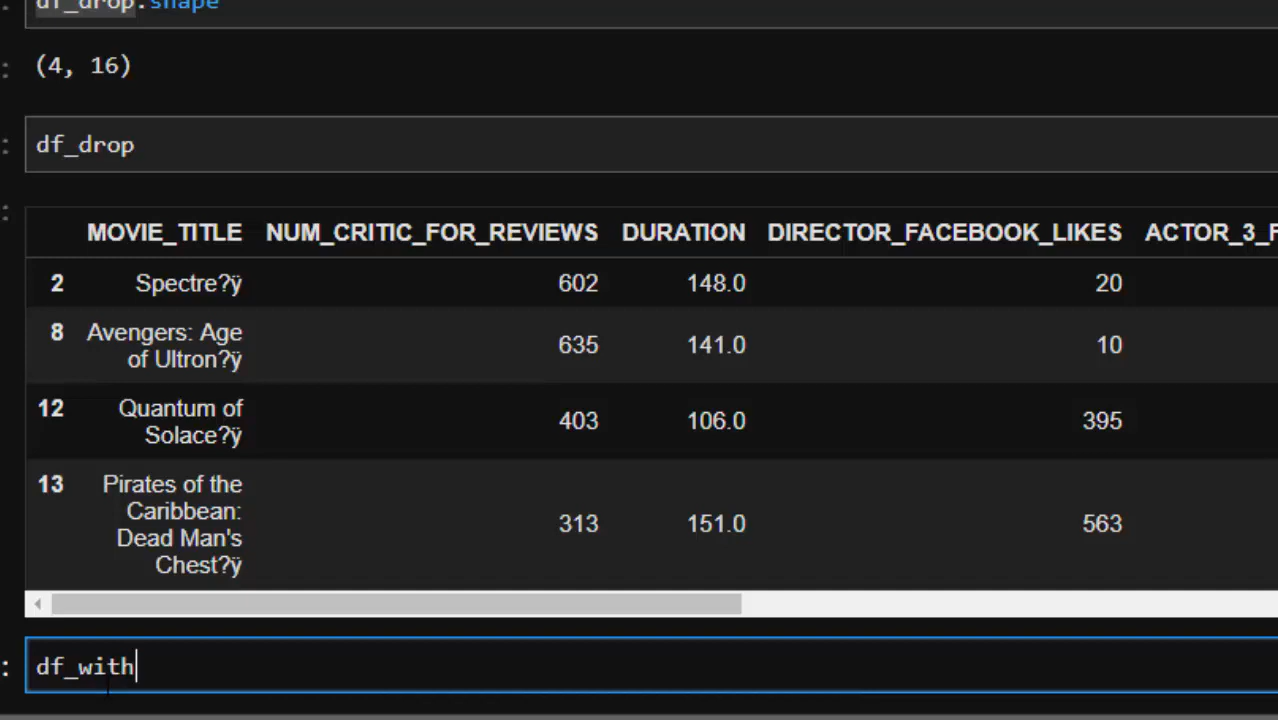 df_drop.shape
(4, 16)
df_drop
MOVIE_TITLE NUM_CRITIC_FOR_REVIEWS DURATION DIRECTOR_FACEBOOK_LIKES ACTOR_3_F
2 Spectre?ÿ 602 148.0 20
8 Avengers: Age
of Ultron?ÿ 635 141.0 10
12 Quantum of
Solace?ÿ 403 106.0 395
13 Pirates of the
Caribbean:
Dead Man's
Chest?ÿ 313 151.0 563
df_with